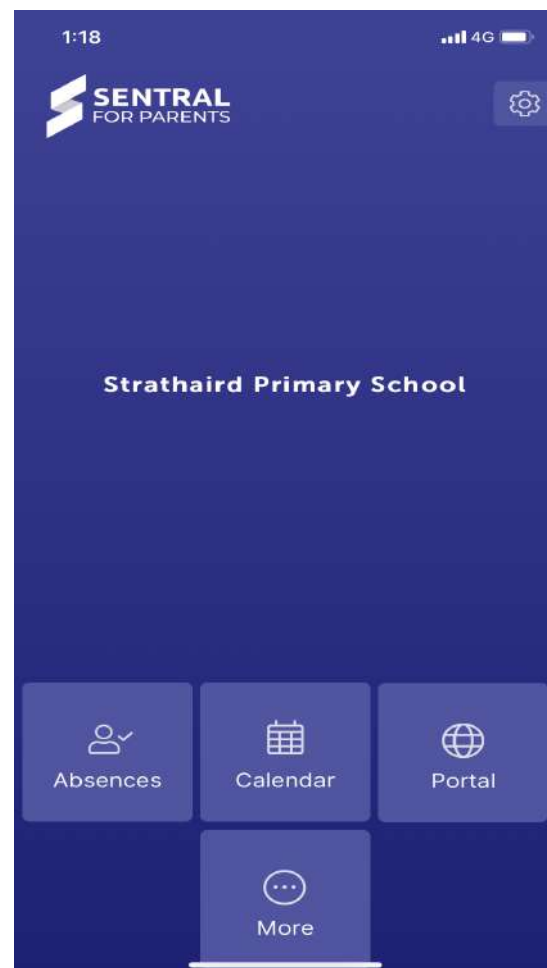 1:18 4G
SENTRAL
FOR PARENTS
Strathaird Primary School
Absences Calendar Portal
More